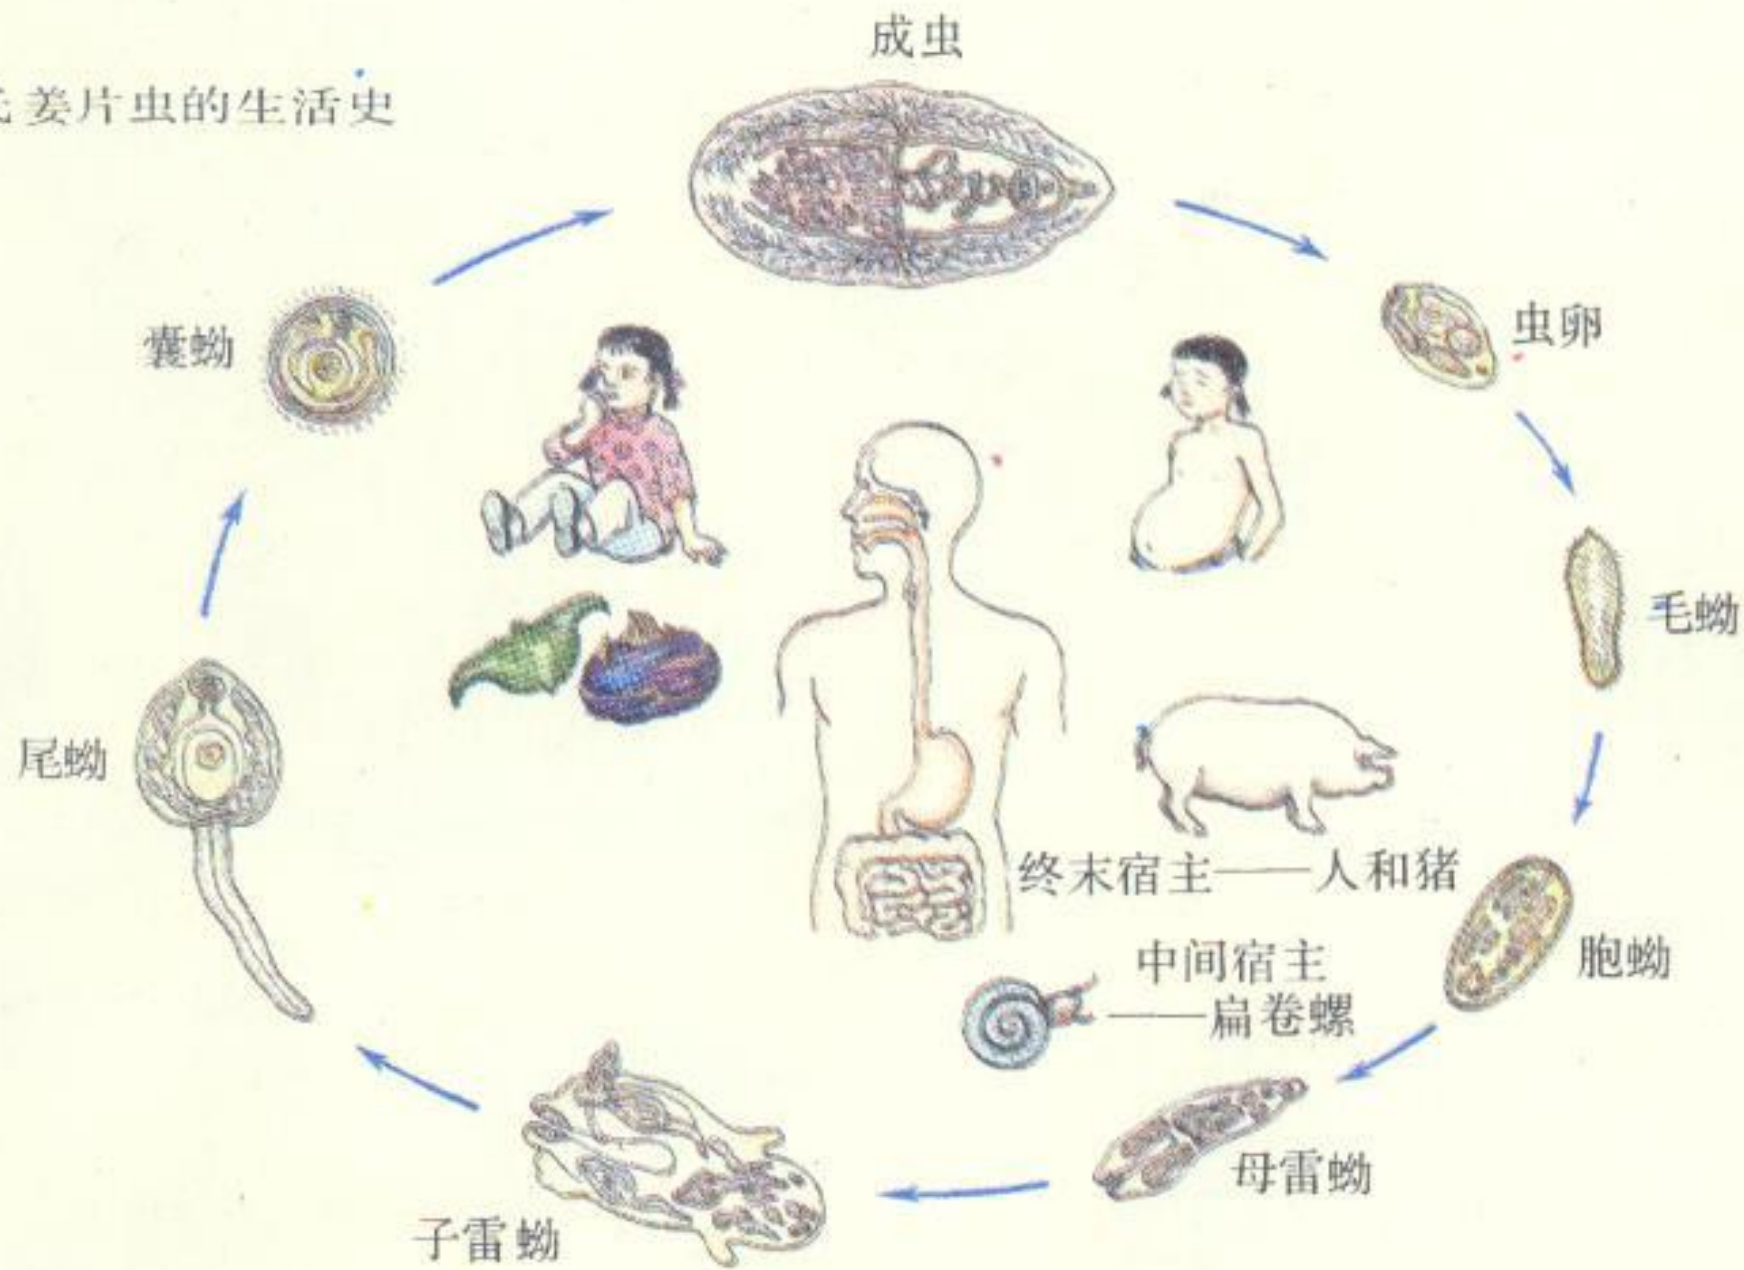 成虫
姜片虫的生活史
虫卵
囊蚴
毛蚴
尾蚴
终末宿主——人和猪
中间宿主
——扁卷螺
胞蚴
母雷蚴
子雷蚴